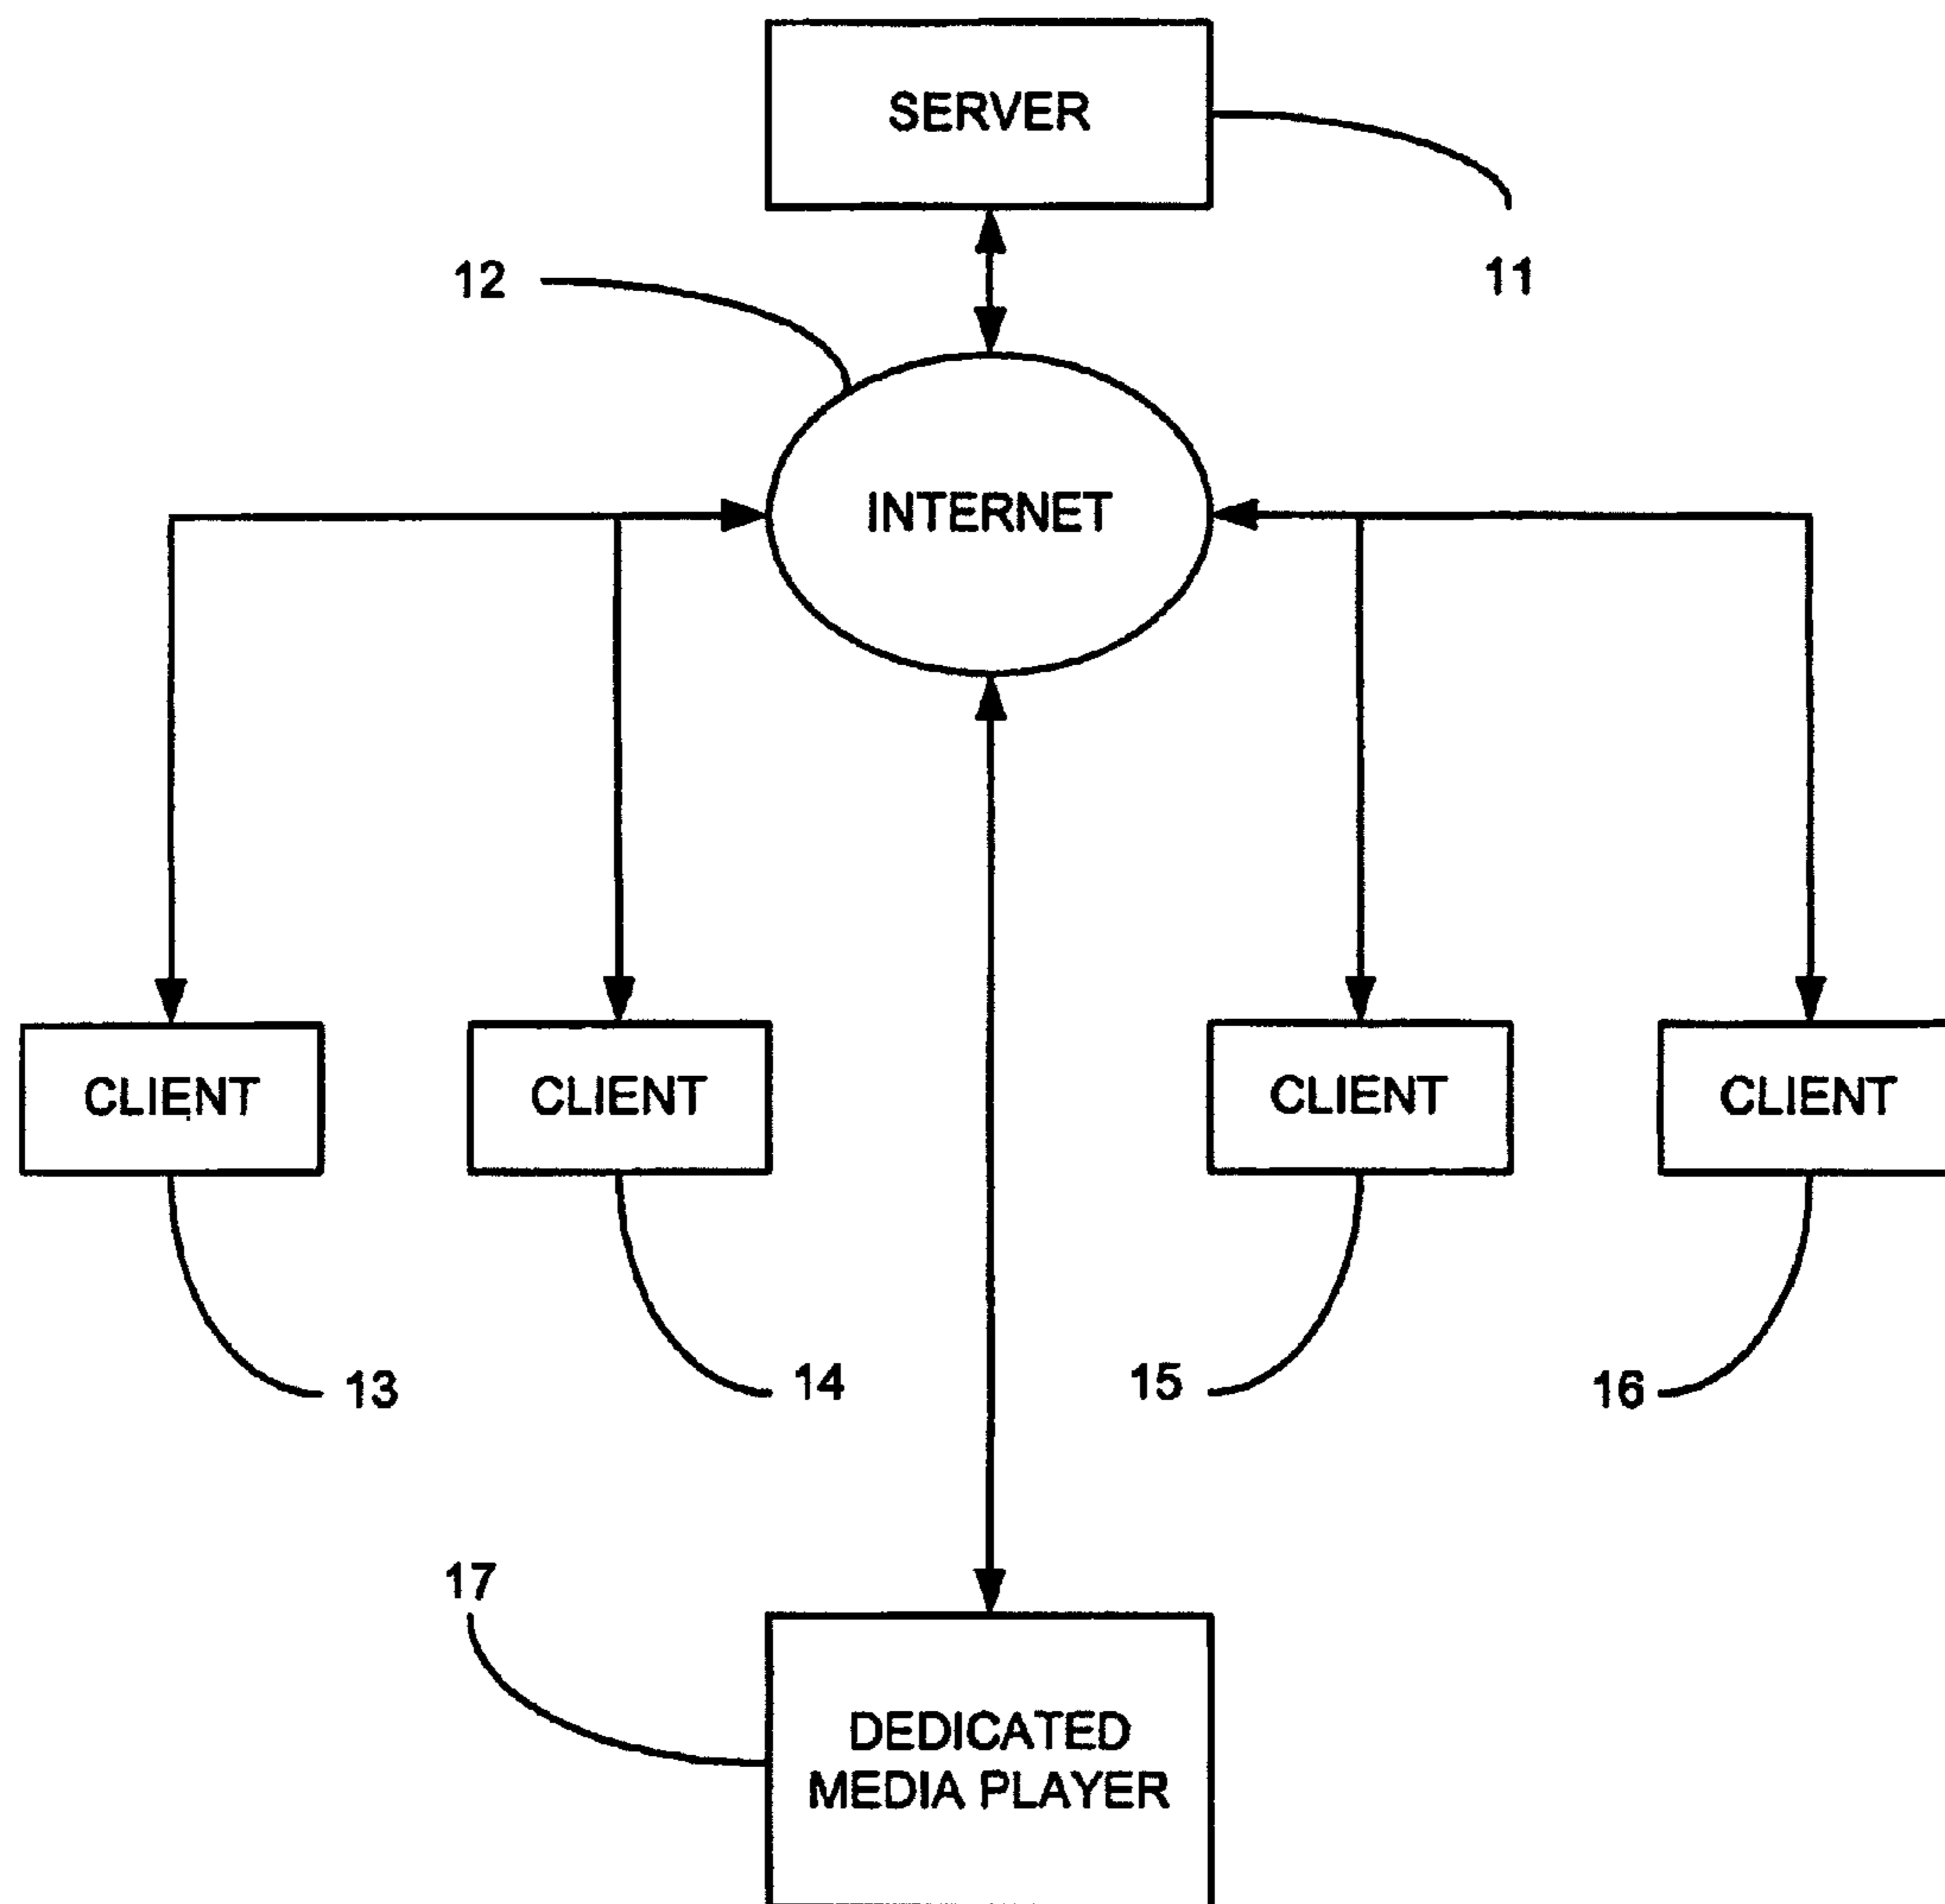 SERVER
12
11
INTERNET
CLIENT
CLIENT
CLIENT
CLIENT
13
14
15
16
17
DEDICATED
MEDIA PLAYER